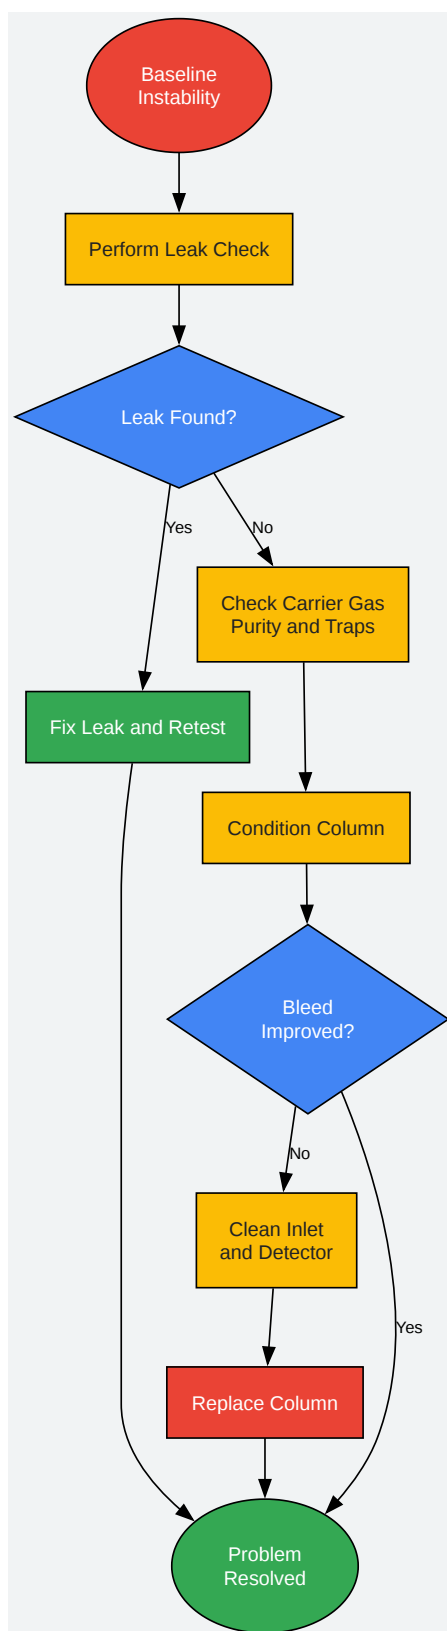 Baseline
Instability
Perform Leak Check
Leak Found?
Yes
No
Check Carrier Gas
Purity and Traps
Fix Leak and Retest
Condition Column
Bleed
Improved?
No
Clean Inlet
and Detector
Yes
Replace Column
Problem
Resolved